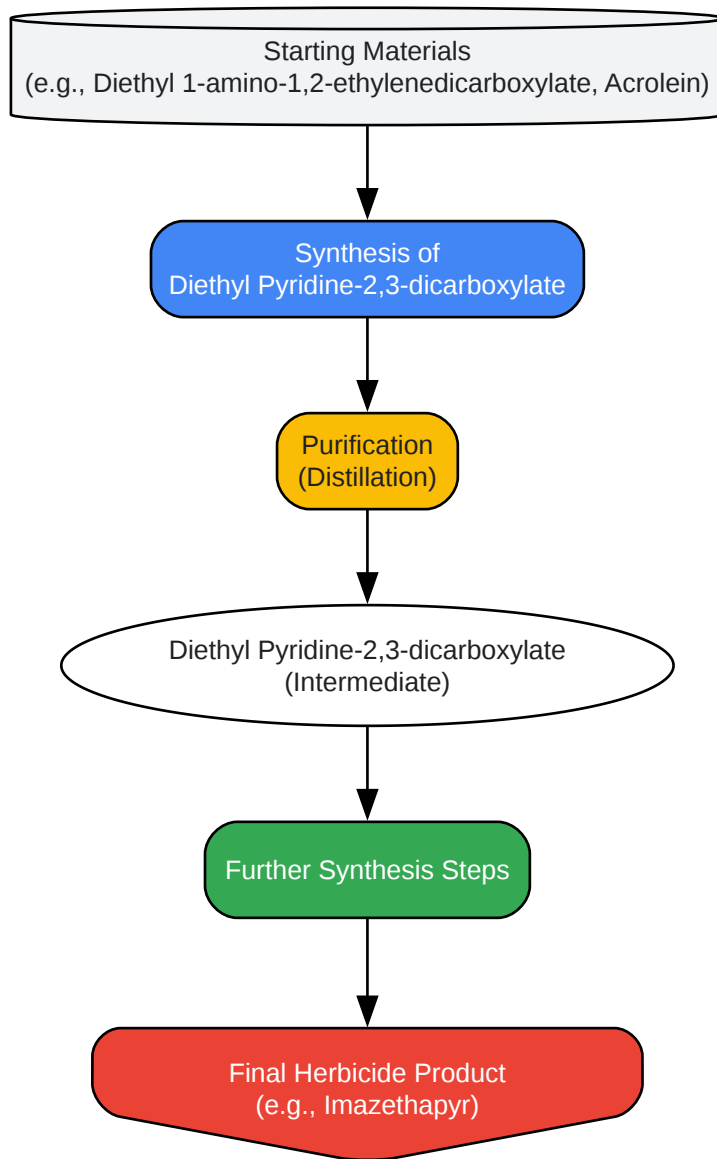 Starting Materials
(e.g., Diethyl 1-amino-1,2-ethylenedicarboxylate, Acrolein)
Synthesis of
Diethyl Pyridine-2,3-dicarboxylate
Purification
(Distillation)
Diethyl Pyridine-2,3-dicarboxylate
(Intermediate)
Further Synthesis Steps
Final Herbicide Product
(e.g., Imazethapyr)